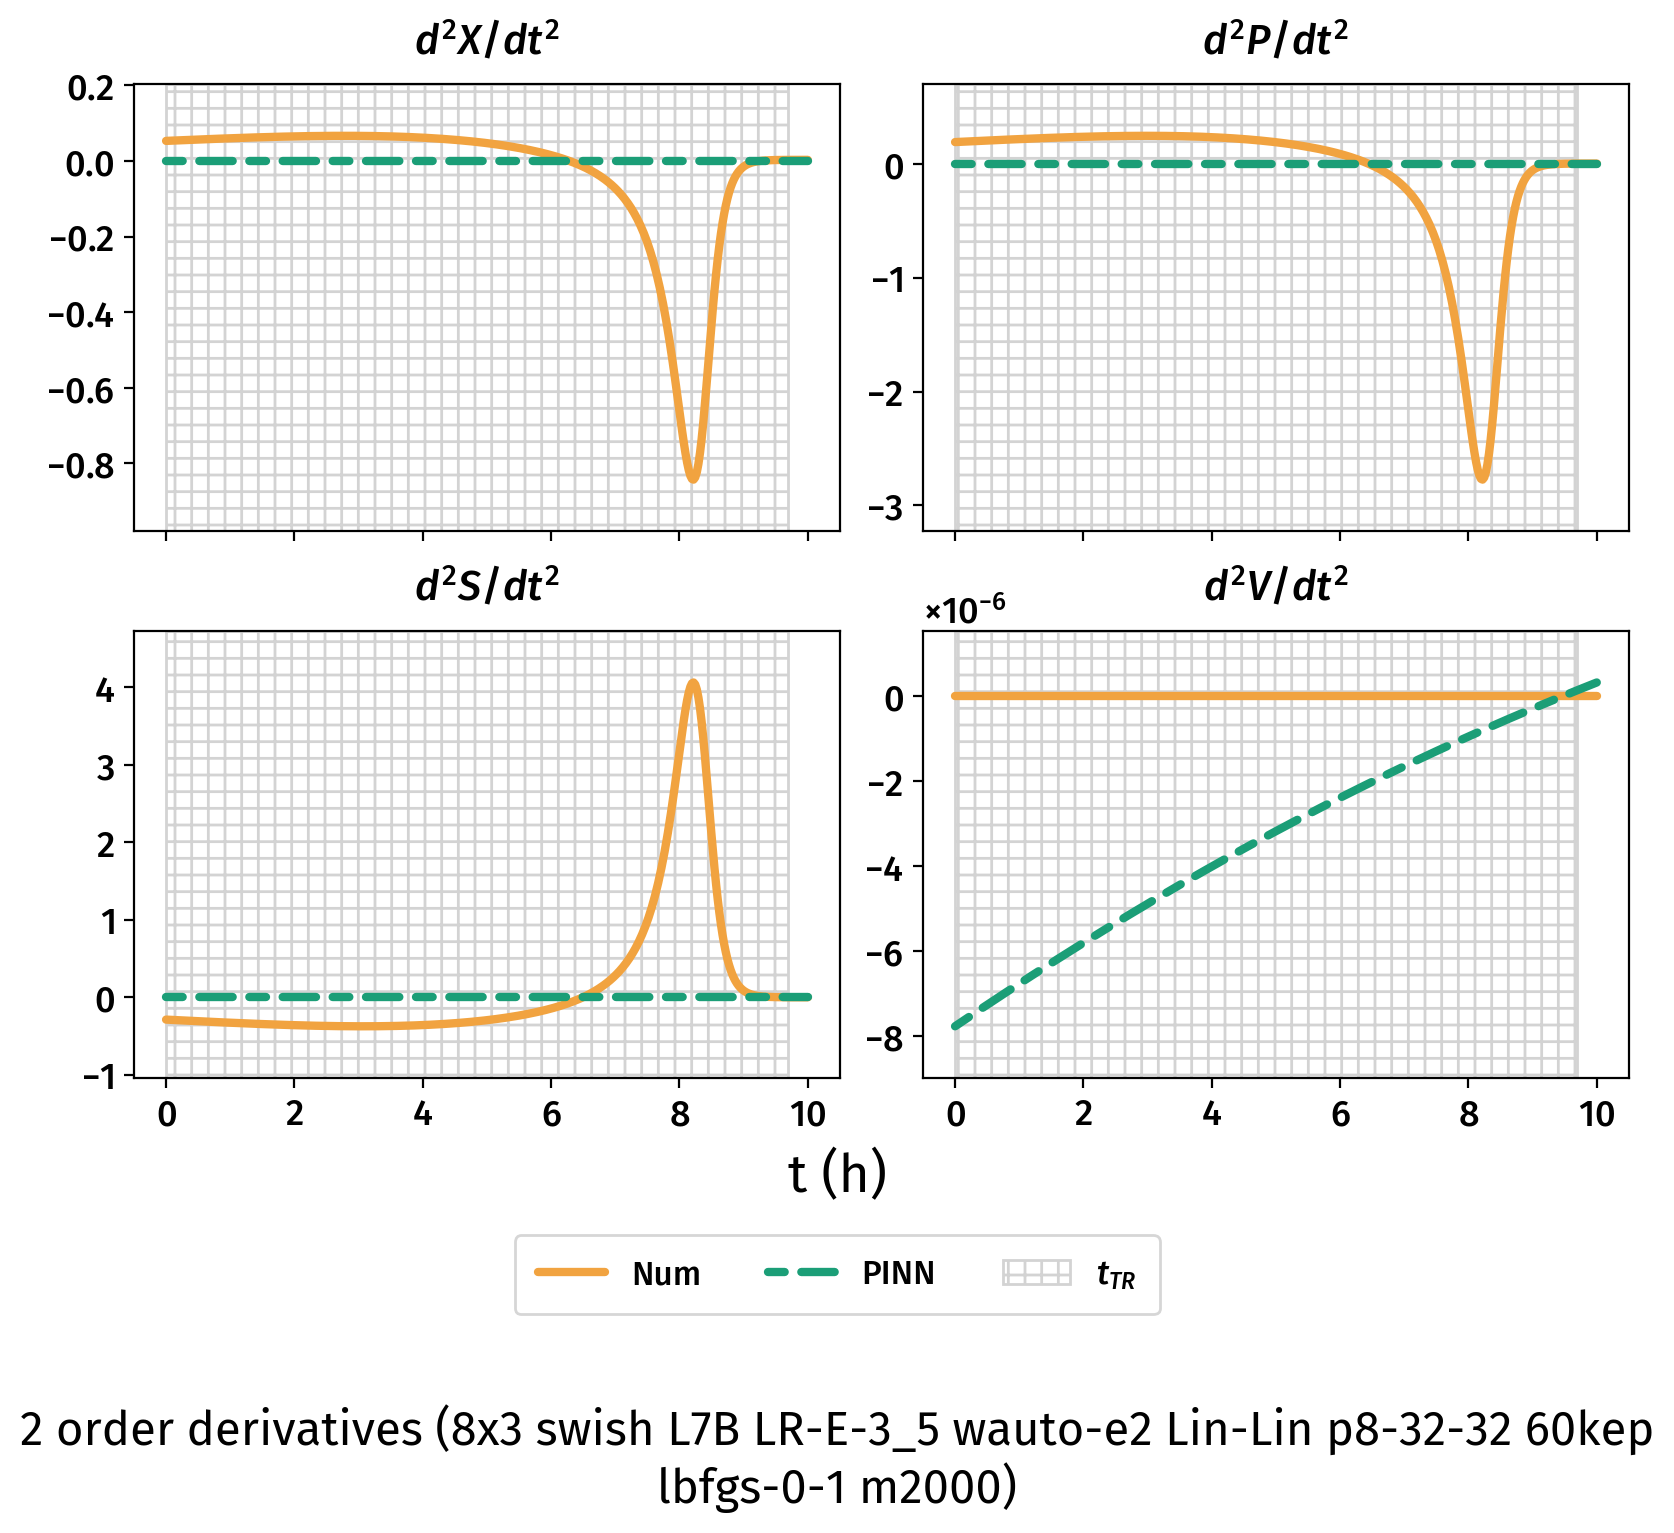 d²X/dt²
d²P/dt²
0.2
0.0
−0.2
−0.4
−0.6
−0.8
0
−1
−2
−3
d²S/dt²
d²V/dt²
×10⁻⁶
4
3
2
1
0
−1
0
−2
−4
−6
−8
0 2 4 6 8 10
0 2 4 6 8 10
t (h)
Num PINN t_TR
2 order derivatives (8x3 swish L7B LR-E-3_5 wauto-e2 Lin-Lin p8-32-32 60kep
lbfgs-0-1 m2000)